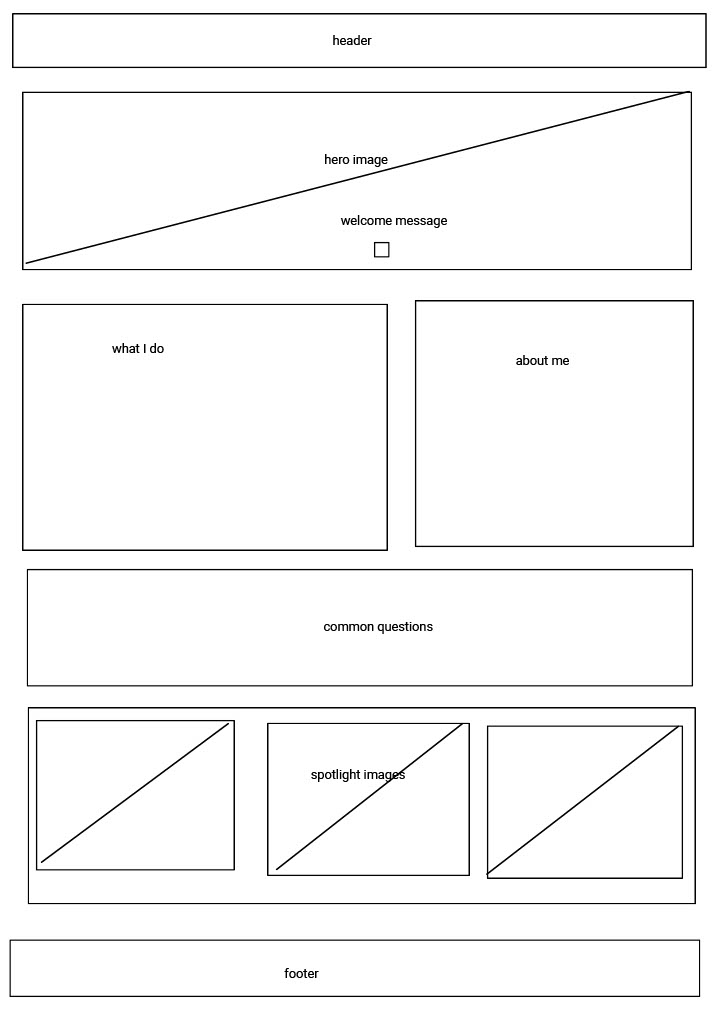 header
hero image
welcome message
what I do
about me
common questions
spotlight images
footer